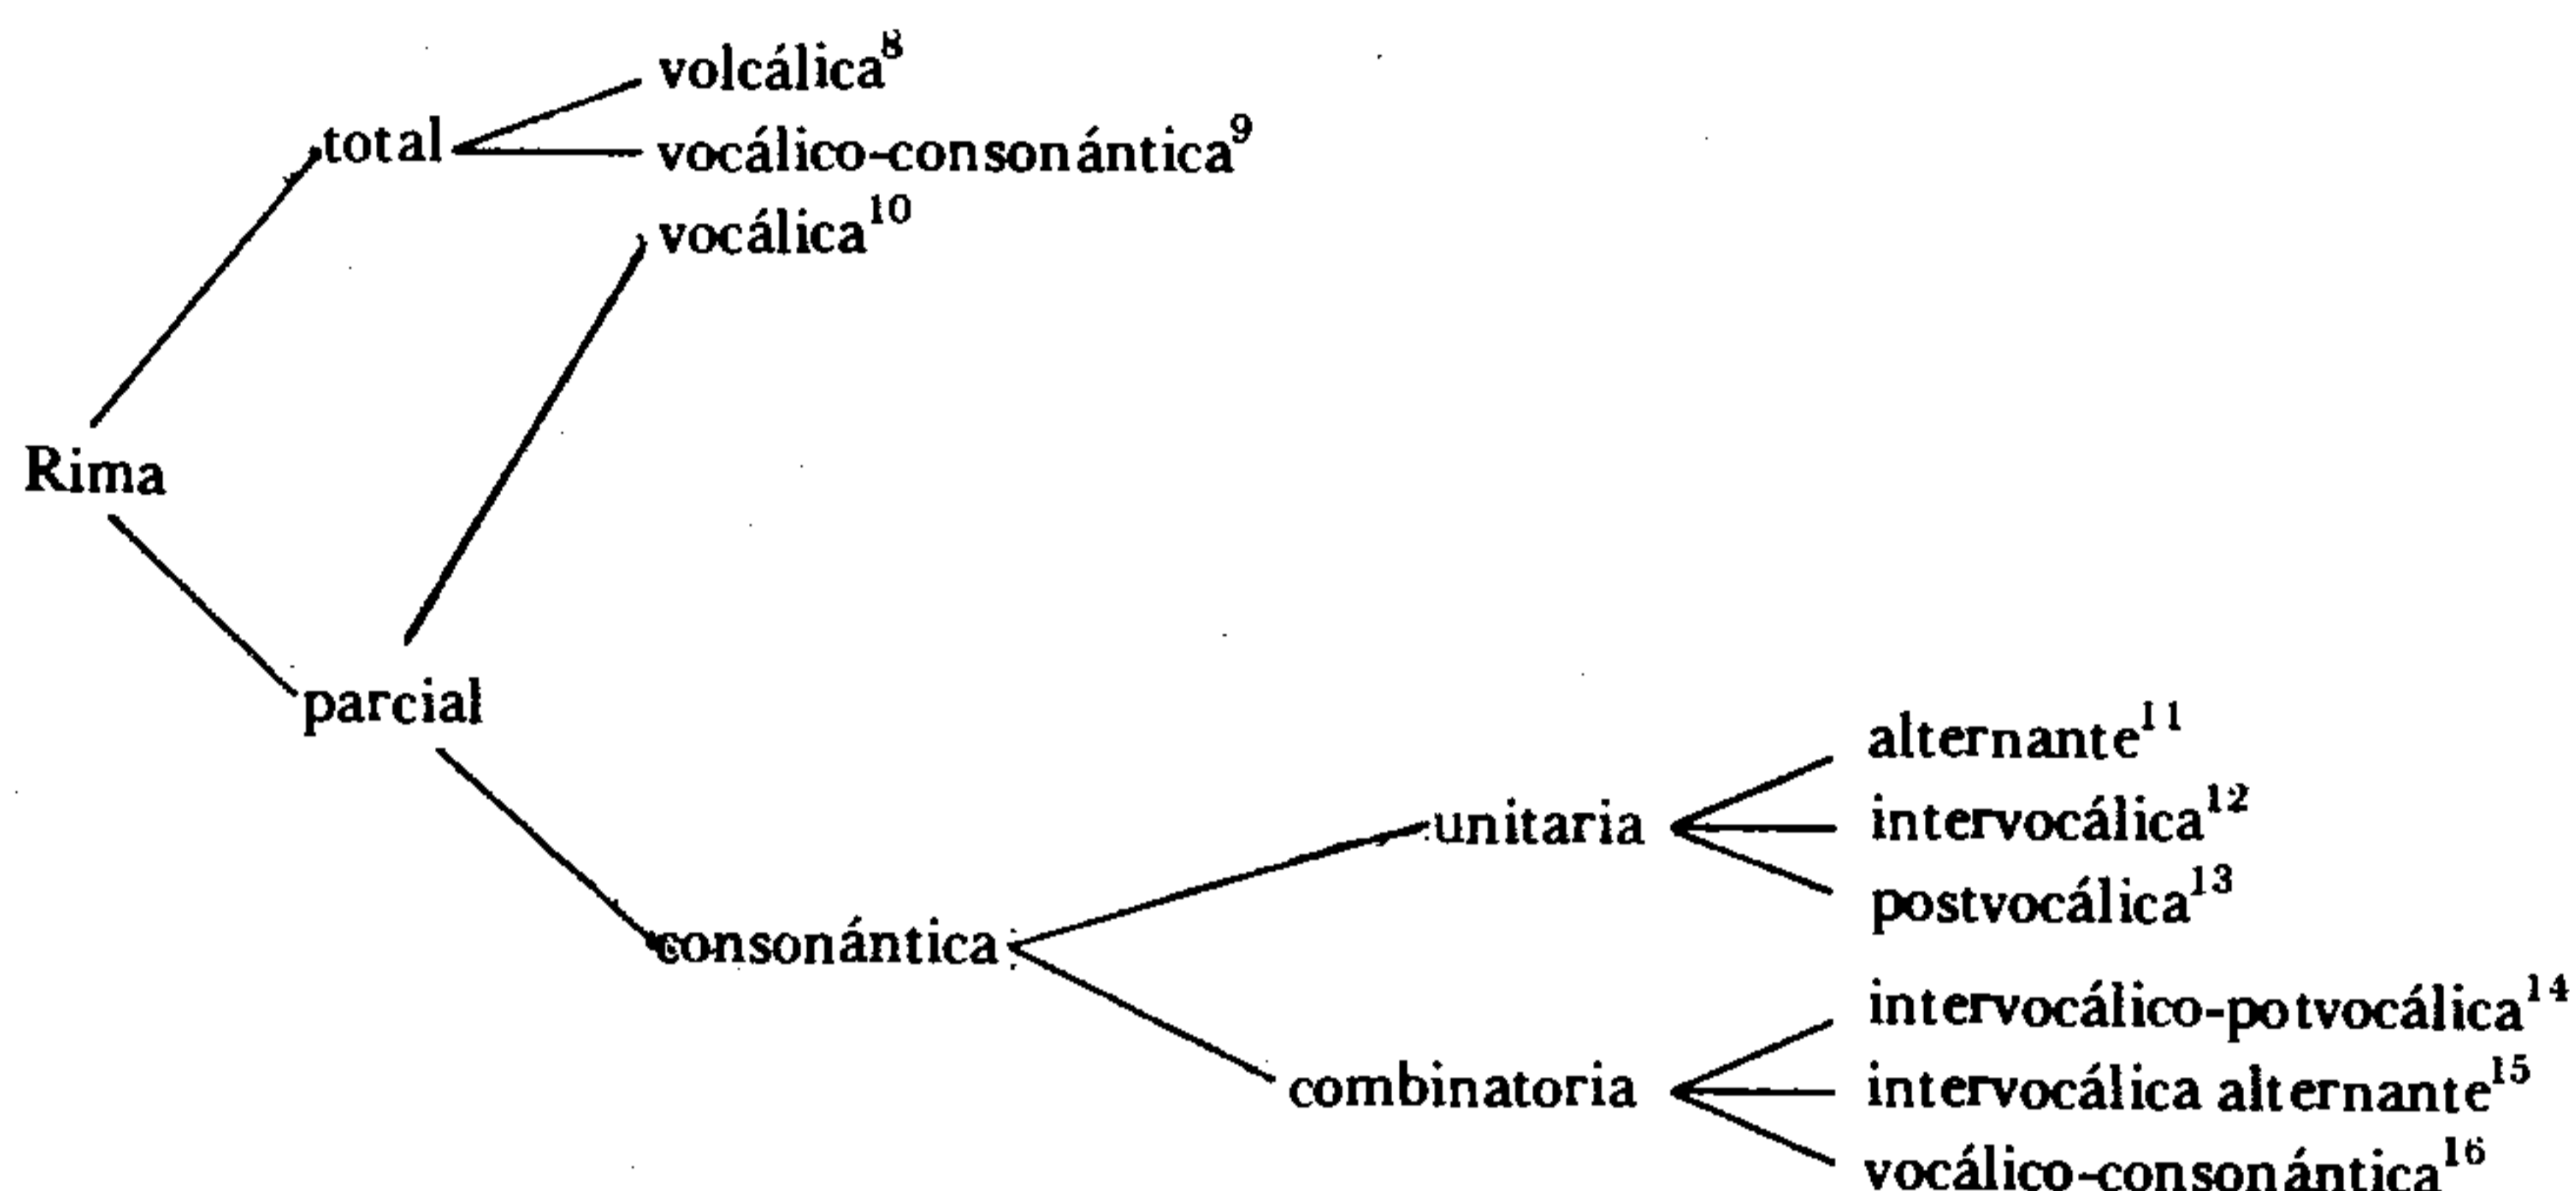 volcálica⁸
total
vocálico-consonántica⁹
vocálica¹⁰
Rima
parcial
alternante¹¹
unitaria
intervocálica¹²
postvocálica¹³
consonántica
intervocálico-potvocálica¹⁴
combinatoria
intervocálica alternante¹⁵
vocálico-consonántica¹⁶